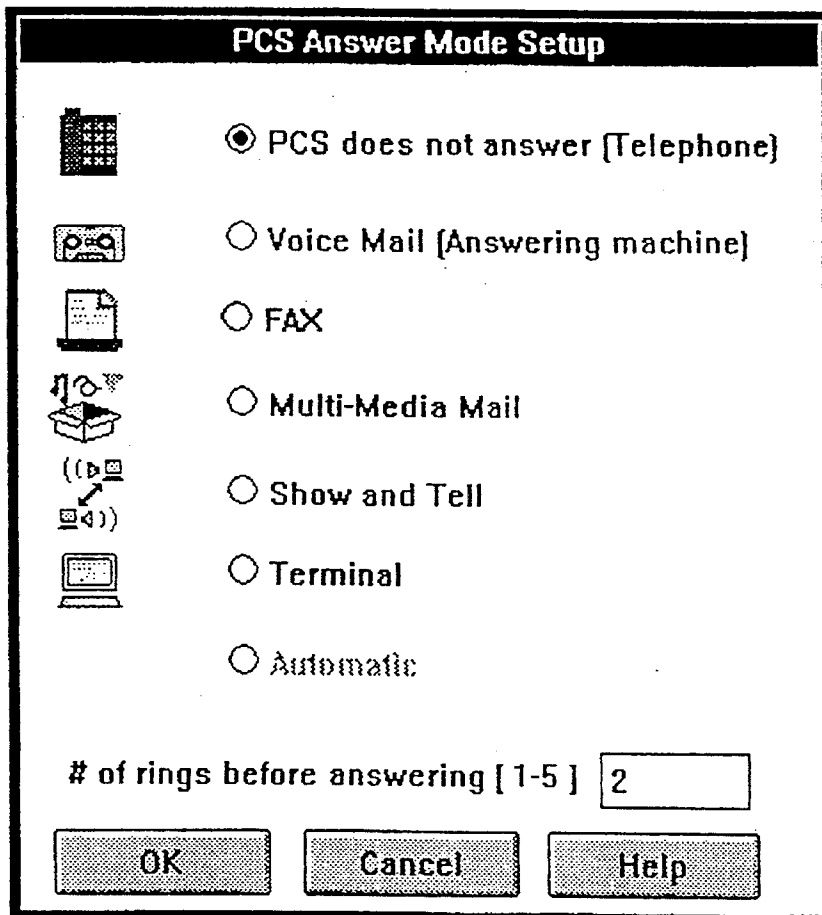 PCS Answer Mode Setup
PCS does not answer (Telephone)
Voice Mail (Answering machine)
FAX
Multi-Media Mail
Show and Tell
Terminal
Automatic
# of rings before answering [ 1-5 ] 2
OK Cancel Help